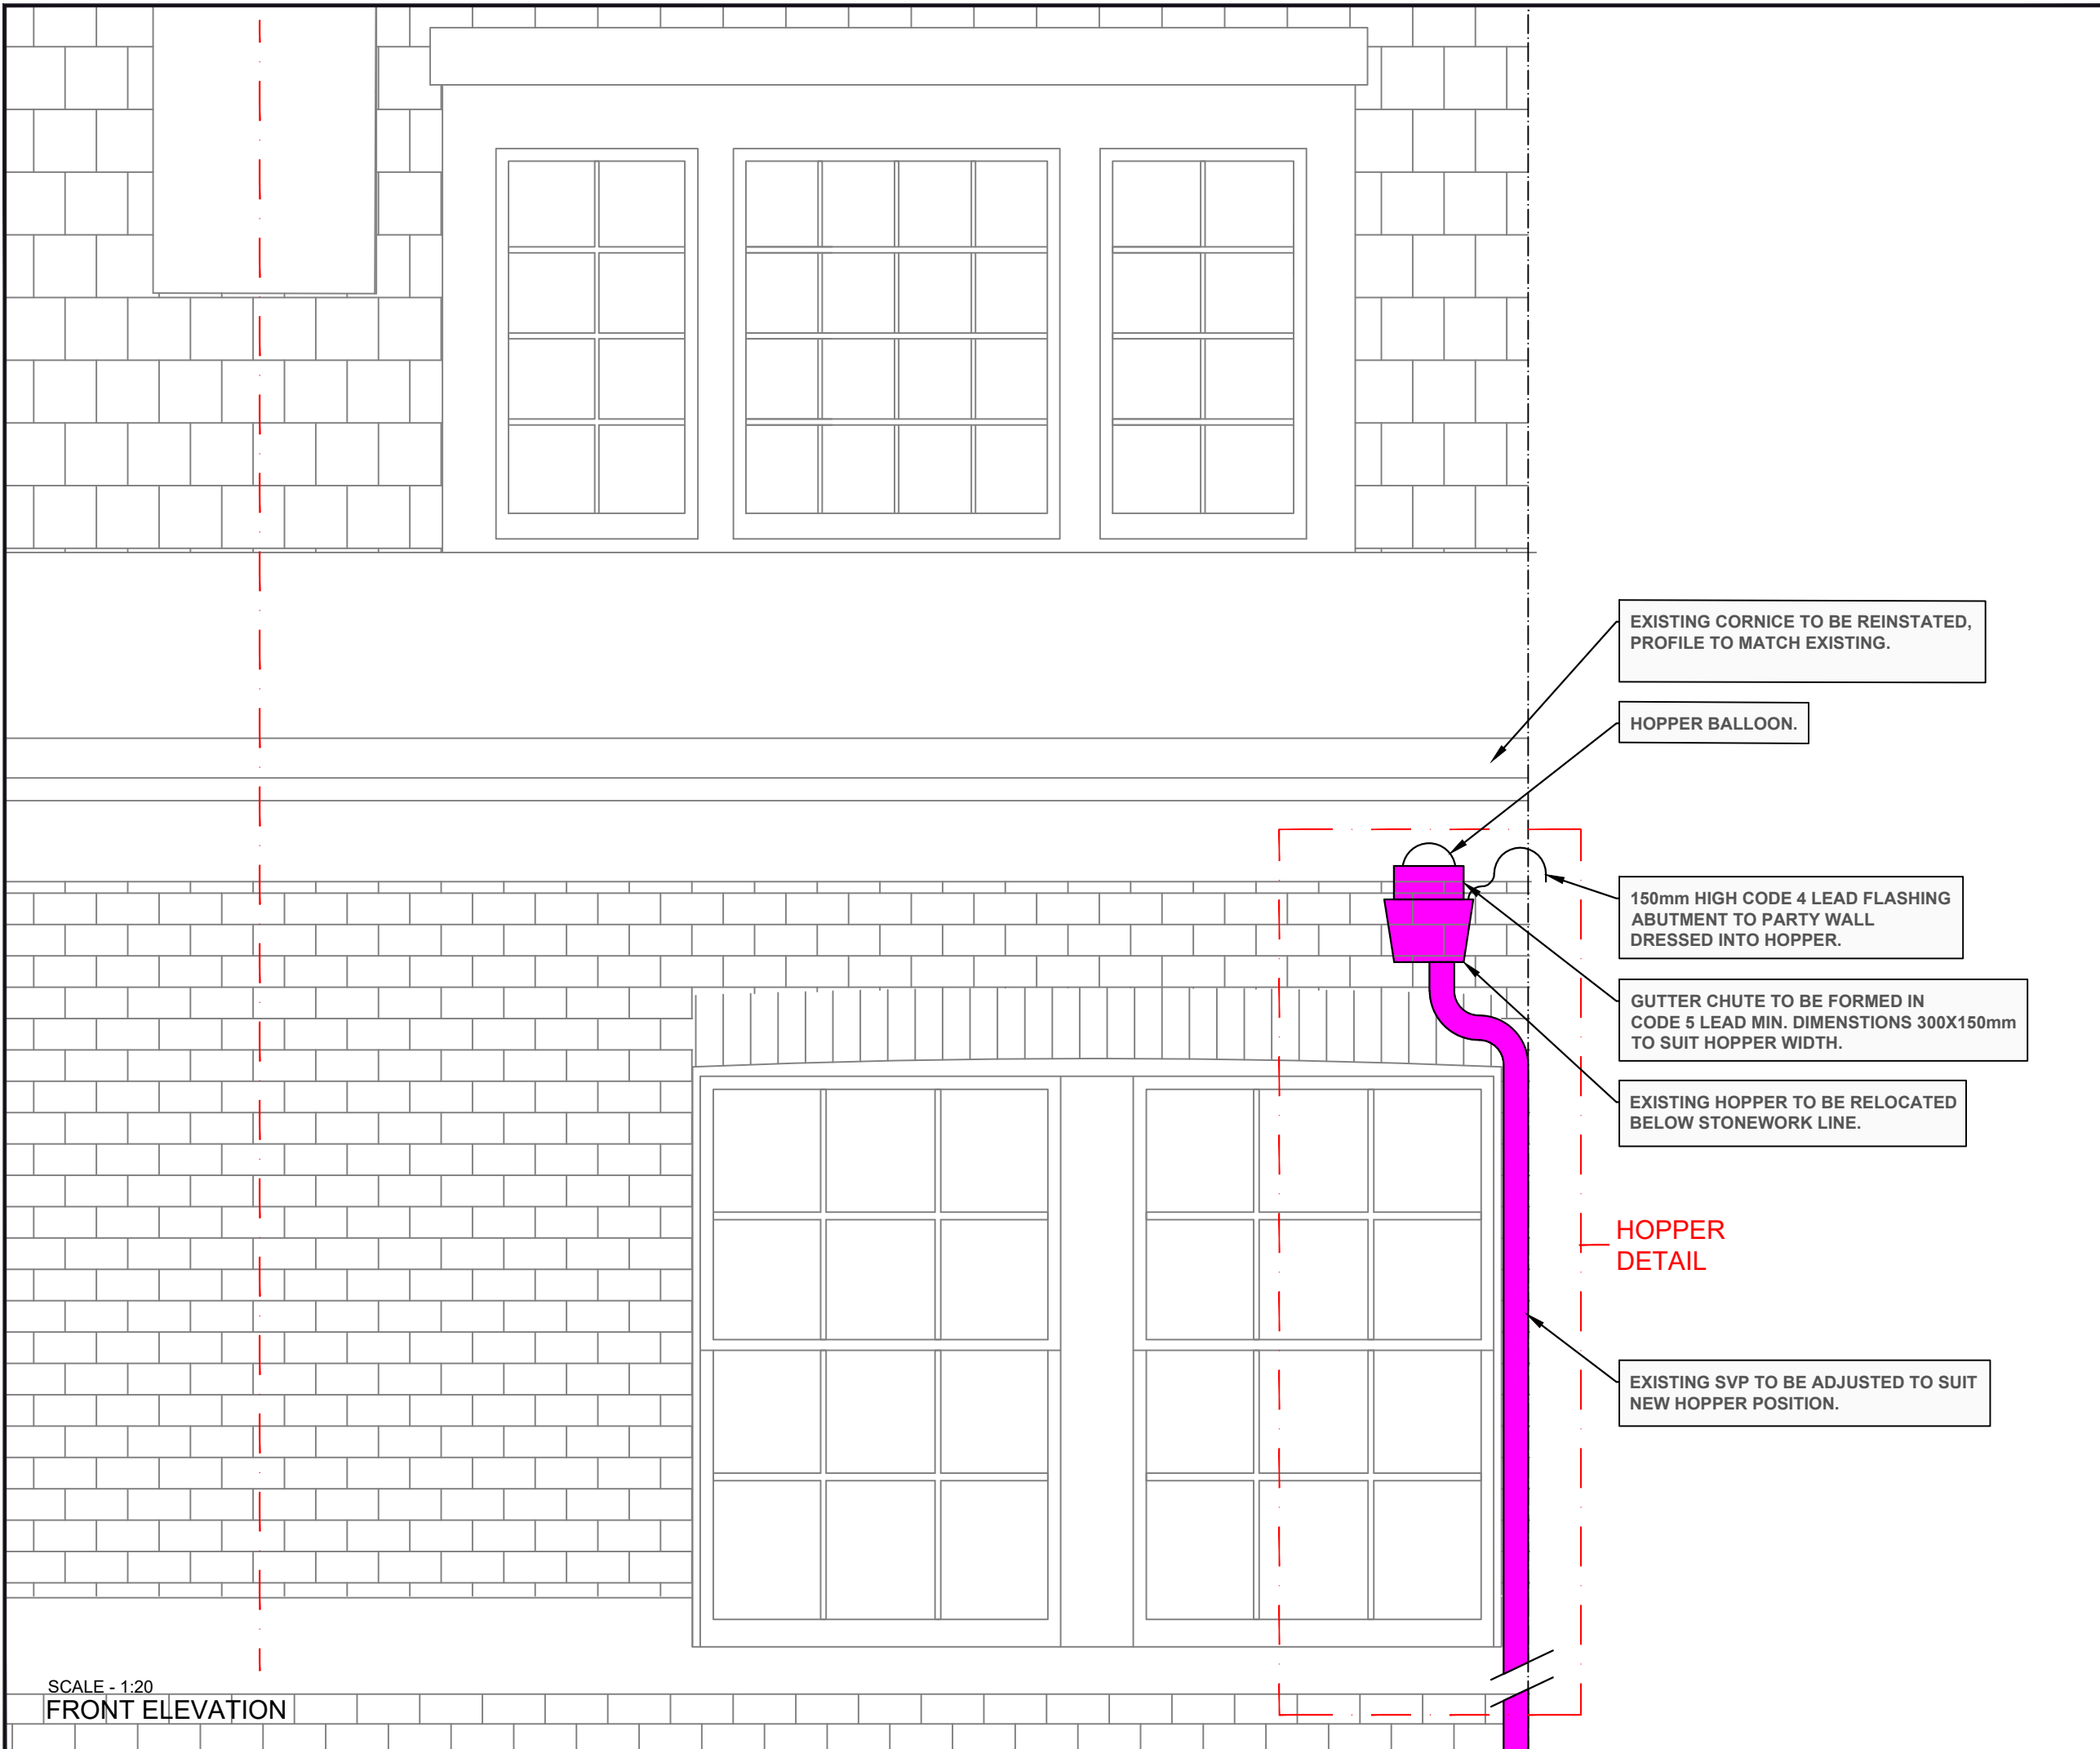 EXISTING CORNICE TO BE REINSTATED,
PROFILE TO MATCH EXISTING.
HOPPER BALLOON.
150mm HIGH CODE 4 LEAD FLASHING
ABUTMENT TO PARTY WALL
DRESSED INTO HOPPER.
GUTTER CHUTE TO BE FORMED IN
CODE 5 LEAD MIN. DIMENSTIONS 300X150mm
TO SUIT HOPPER WIDTH.
EXISTING HOPPER TO BE RELOCATED
BELOW STONEWORK LINE.
HOPPER
DETAIL
EXISTING SVP TO BE ADJUSTED TO SUIT
NEW HOPPER POSITION.
SCALE - 1:20
FRONT ELEVATION